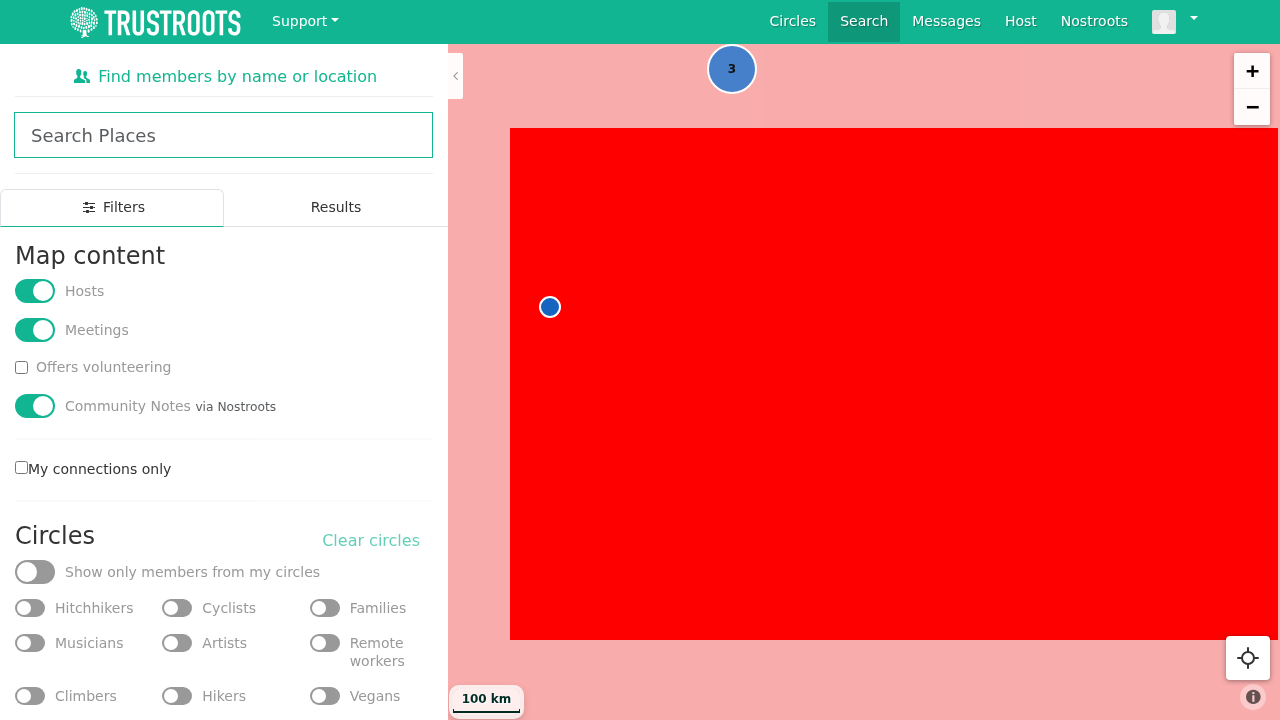 TRUSTROOTS
Support
Circles
Search
Messages
Host
Nostroots
Find members by name or location
Search Places
Filters
Results
Map content
Hosts
Meetings
Offers volunteering
Community Notes via Nostroots
My connections only
Circles
Clear circles
Show only members from my circles
Hitchhikers
Cyclists
Families
Musicians
Artists
Remote
workers
Climbers
Hikers
Vegans
3
+
−
100 km